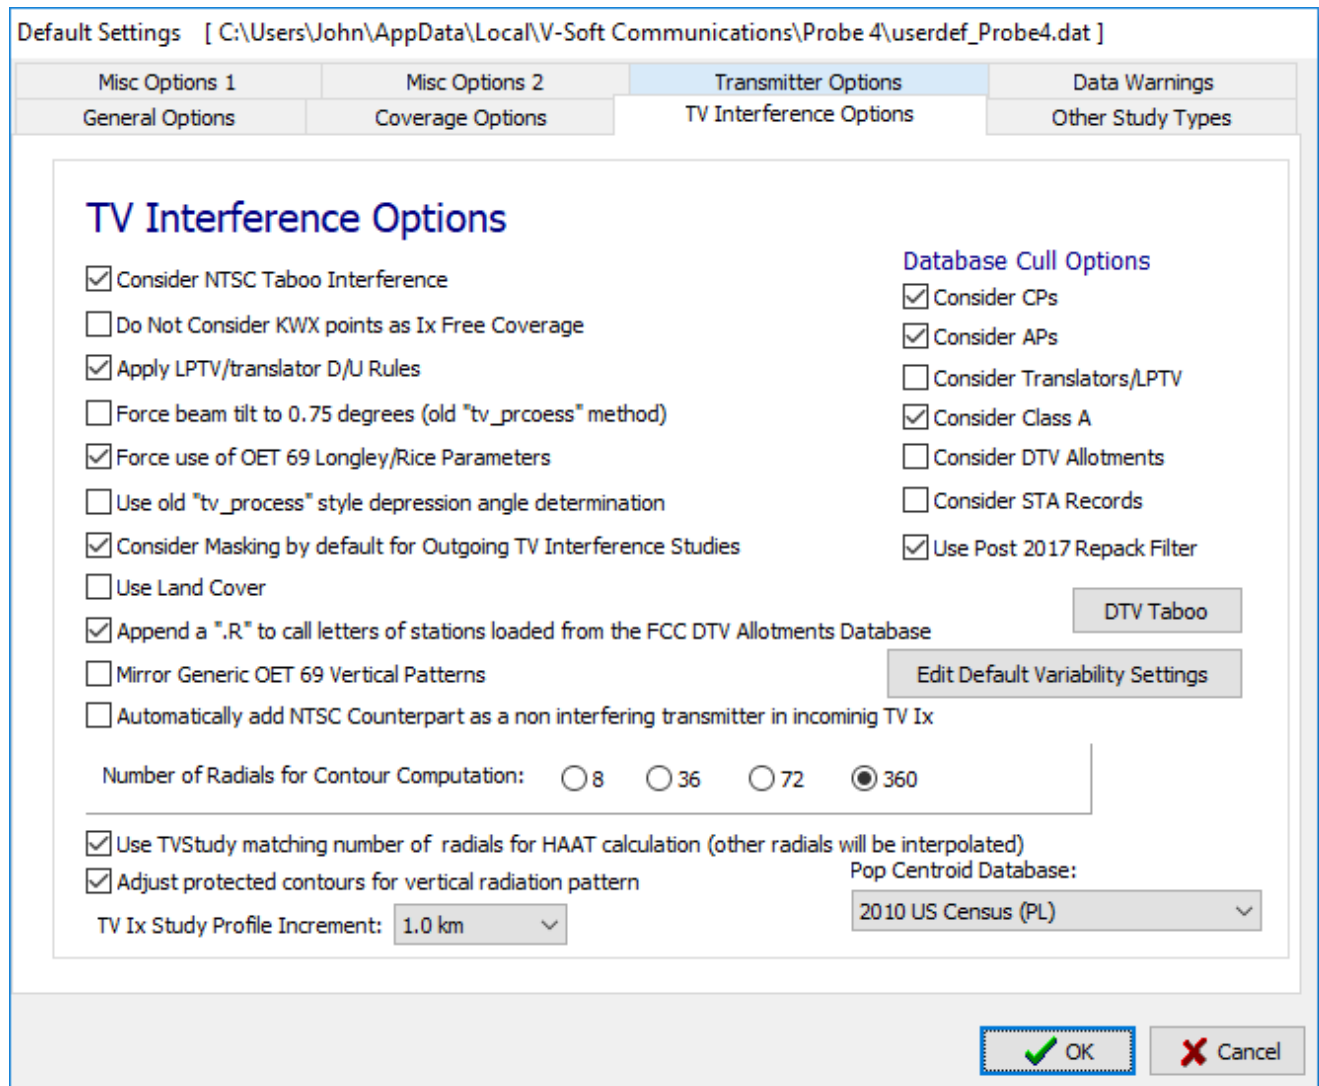 Default Settings [ C:\Users\John\AppData\Local\V-Soft Communications\Probe 4\userdef_Probe4.dat ]
Misc Options 1 Misc Options 2 Transmitter Options Data Warnings
General Options Coverage Options TV Interference Options Other Study Types
TV Interference Options
Consider NTSC Taboo Interference
Do Not Consider KWX points as Ix Free Coverage
Apply LPTV/translator D/U Rules
Force beam tilt to 0.75 degrees (old "tv_prcoess" method)
Force use of OET 69 Longley/Rice Parameters
Use old "tv_process" style depression angle determination
Consider Masking by default for Outgoing TV Interference Studies
Use Land Cover
Append a ".R" to call letters of stations loaded from the FCC DTV Allotments Database
Mirror Generic OET 69 Vertical Patterns
Automatically add NTSC Counterpart as a non interfering transmitter in incominig TV Ix
Database Cull Options
Consider CPs
Consider APs
Consider Translators/LPTV
Consider Class A
Consider DTV Allotments
Consider STA Records
Use Post 2017 Repack Filter
DTV Taboo
Edit Default Variability Settings
Number of Radials for Contour Computation: 8 36 72 360
Use TVStudy matching number of radials for HAAT calculation (other radials will be interpolated)
Adjust protected contours for vertical radiation pattern
TV Ix Study Profile Increment: 1.0 km
Pop Centroid Database:
2010 US Census (PL)
OK Cancel